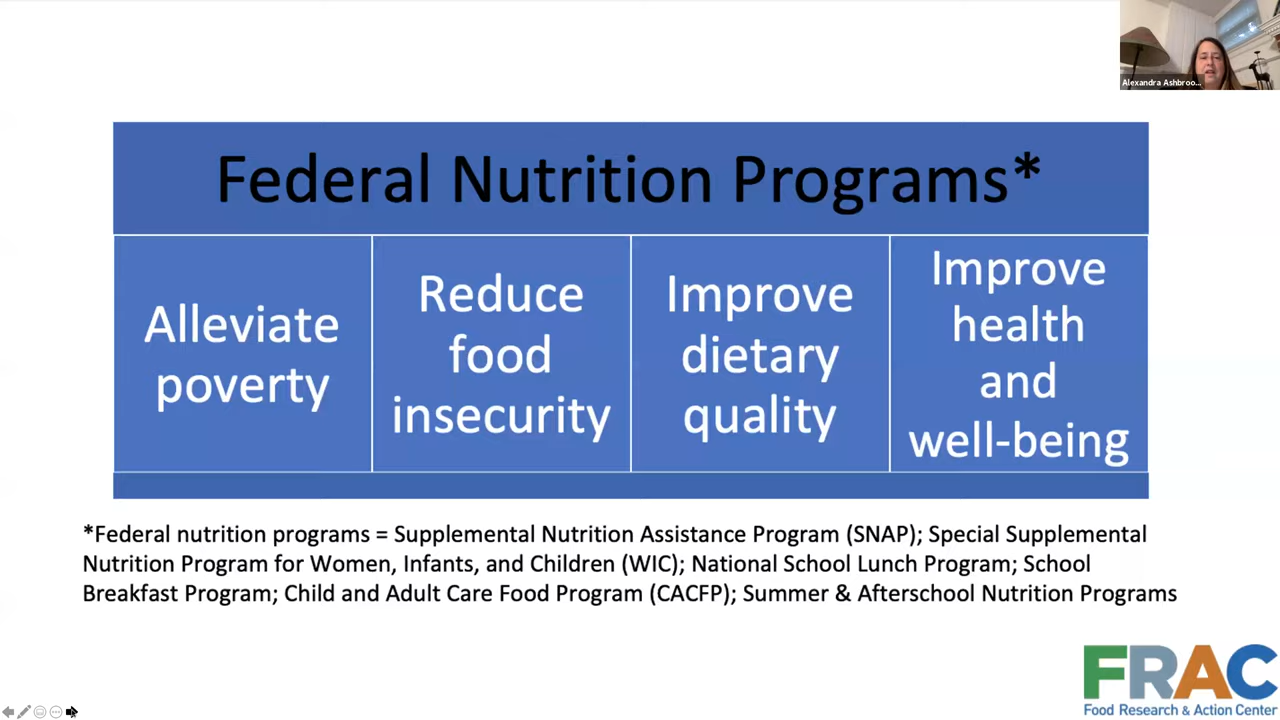 Alexandra Ashbroo...
Federal Nutrition Programs*
Alleviate
poverty
Reduce
food
insecurity
Improve
dietary
quality
Improve
health
and
well-being
*Federal nutrition programs = Supplemental Nutrition Assistance Program (SNAP); Special Supplemental
Nutrition Program for Women, Infants, and Children (WIC); National School Lunch Program; School
Breakfast Program; Child and Adult Care Food Program (CACFP); Summer & Afterschool Nutrition Programs
FRAC
Food Research & Action Center